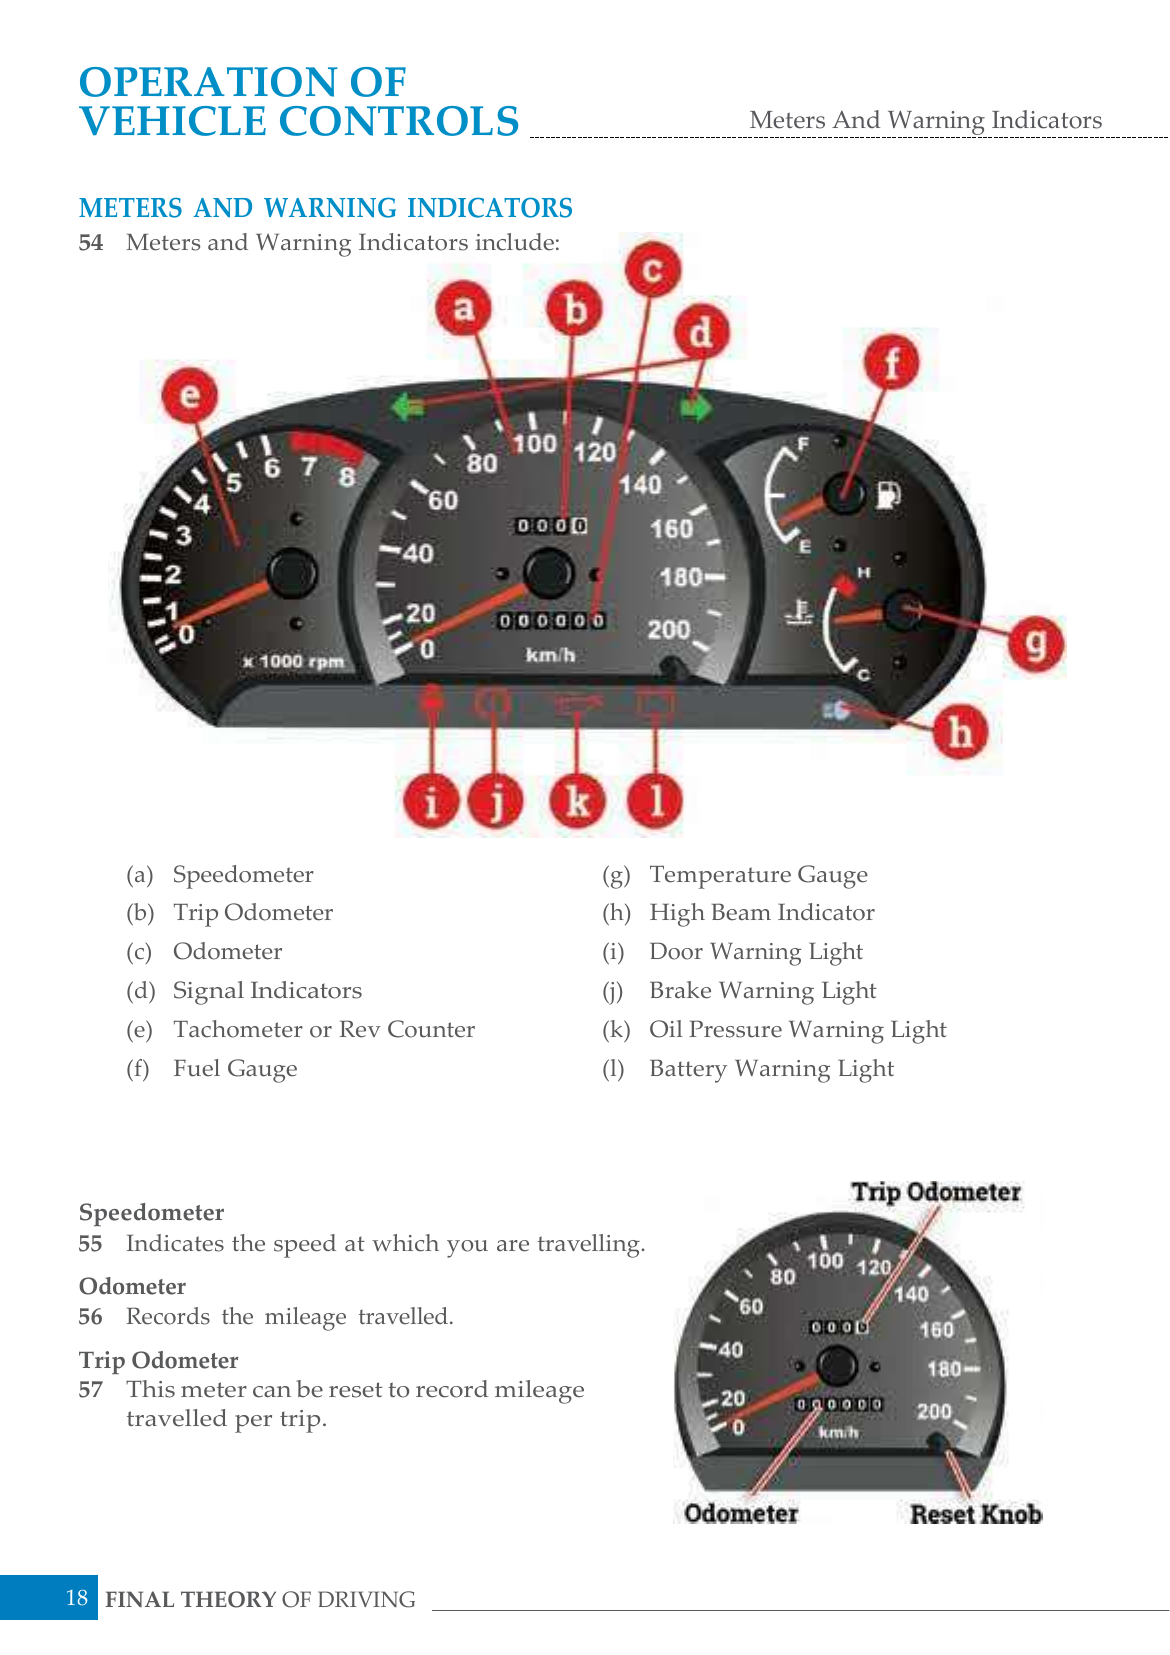 OPERATION OF
VEHICLE CONTROLS
Meters And Warning Indicators
METERS AND WARNING INDICATORS
54 Meters and Warning Indicators include:
a
b
c
d
e
f
g
h
i
j
k
l
0
1
2
3
4
5
6
7
8
x 1000 rpm
0
20
40
60
80
100
120
140
160
180
200
0000
000000
km/h
F
E
H
C
(a) Speedometer
(b) Trip Odometer
(c) Odometer
(d) Signal Indicators
(e) Tachometer or Rev Counter
(f) Fuel Gauge
(g) Temperature Gauge
(h) High Beam Indicator
(i) Door Warning Light
(j) Brake Warning Light
(k) Oil Pressure Warning Light
(l) Battery Warning Light
Speedometer
55 Indicates the speed at which you are travelling.
Odometer
56 Records the mileage travelled.
Trip Odometer
57 This meter can be reset to record mileage
travelled per trip.
Trip Odometer
0
20
40
60
80
100
120
140
160
180
200
0000
000000
km/h
Odometer
Reset Knob
18 FINAL THEORY OF DRIVING